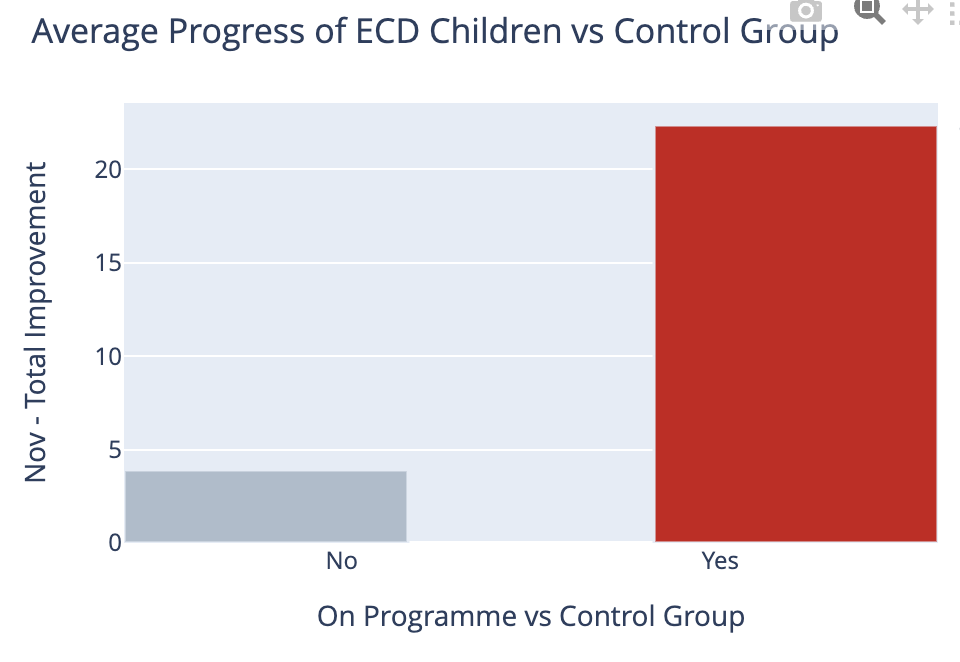 Average Progress of ECD Children vs Control Group
Nov - Total Improvement
20
15
10
5
0
No
Yes
On Programme vs Control Group